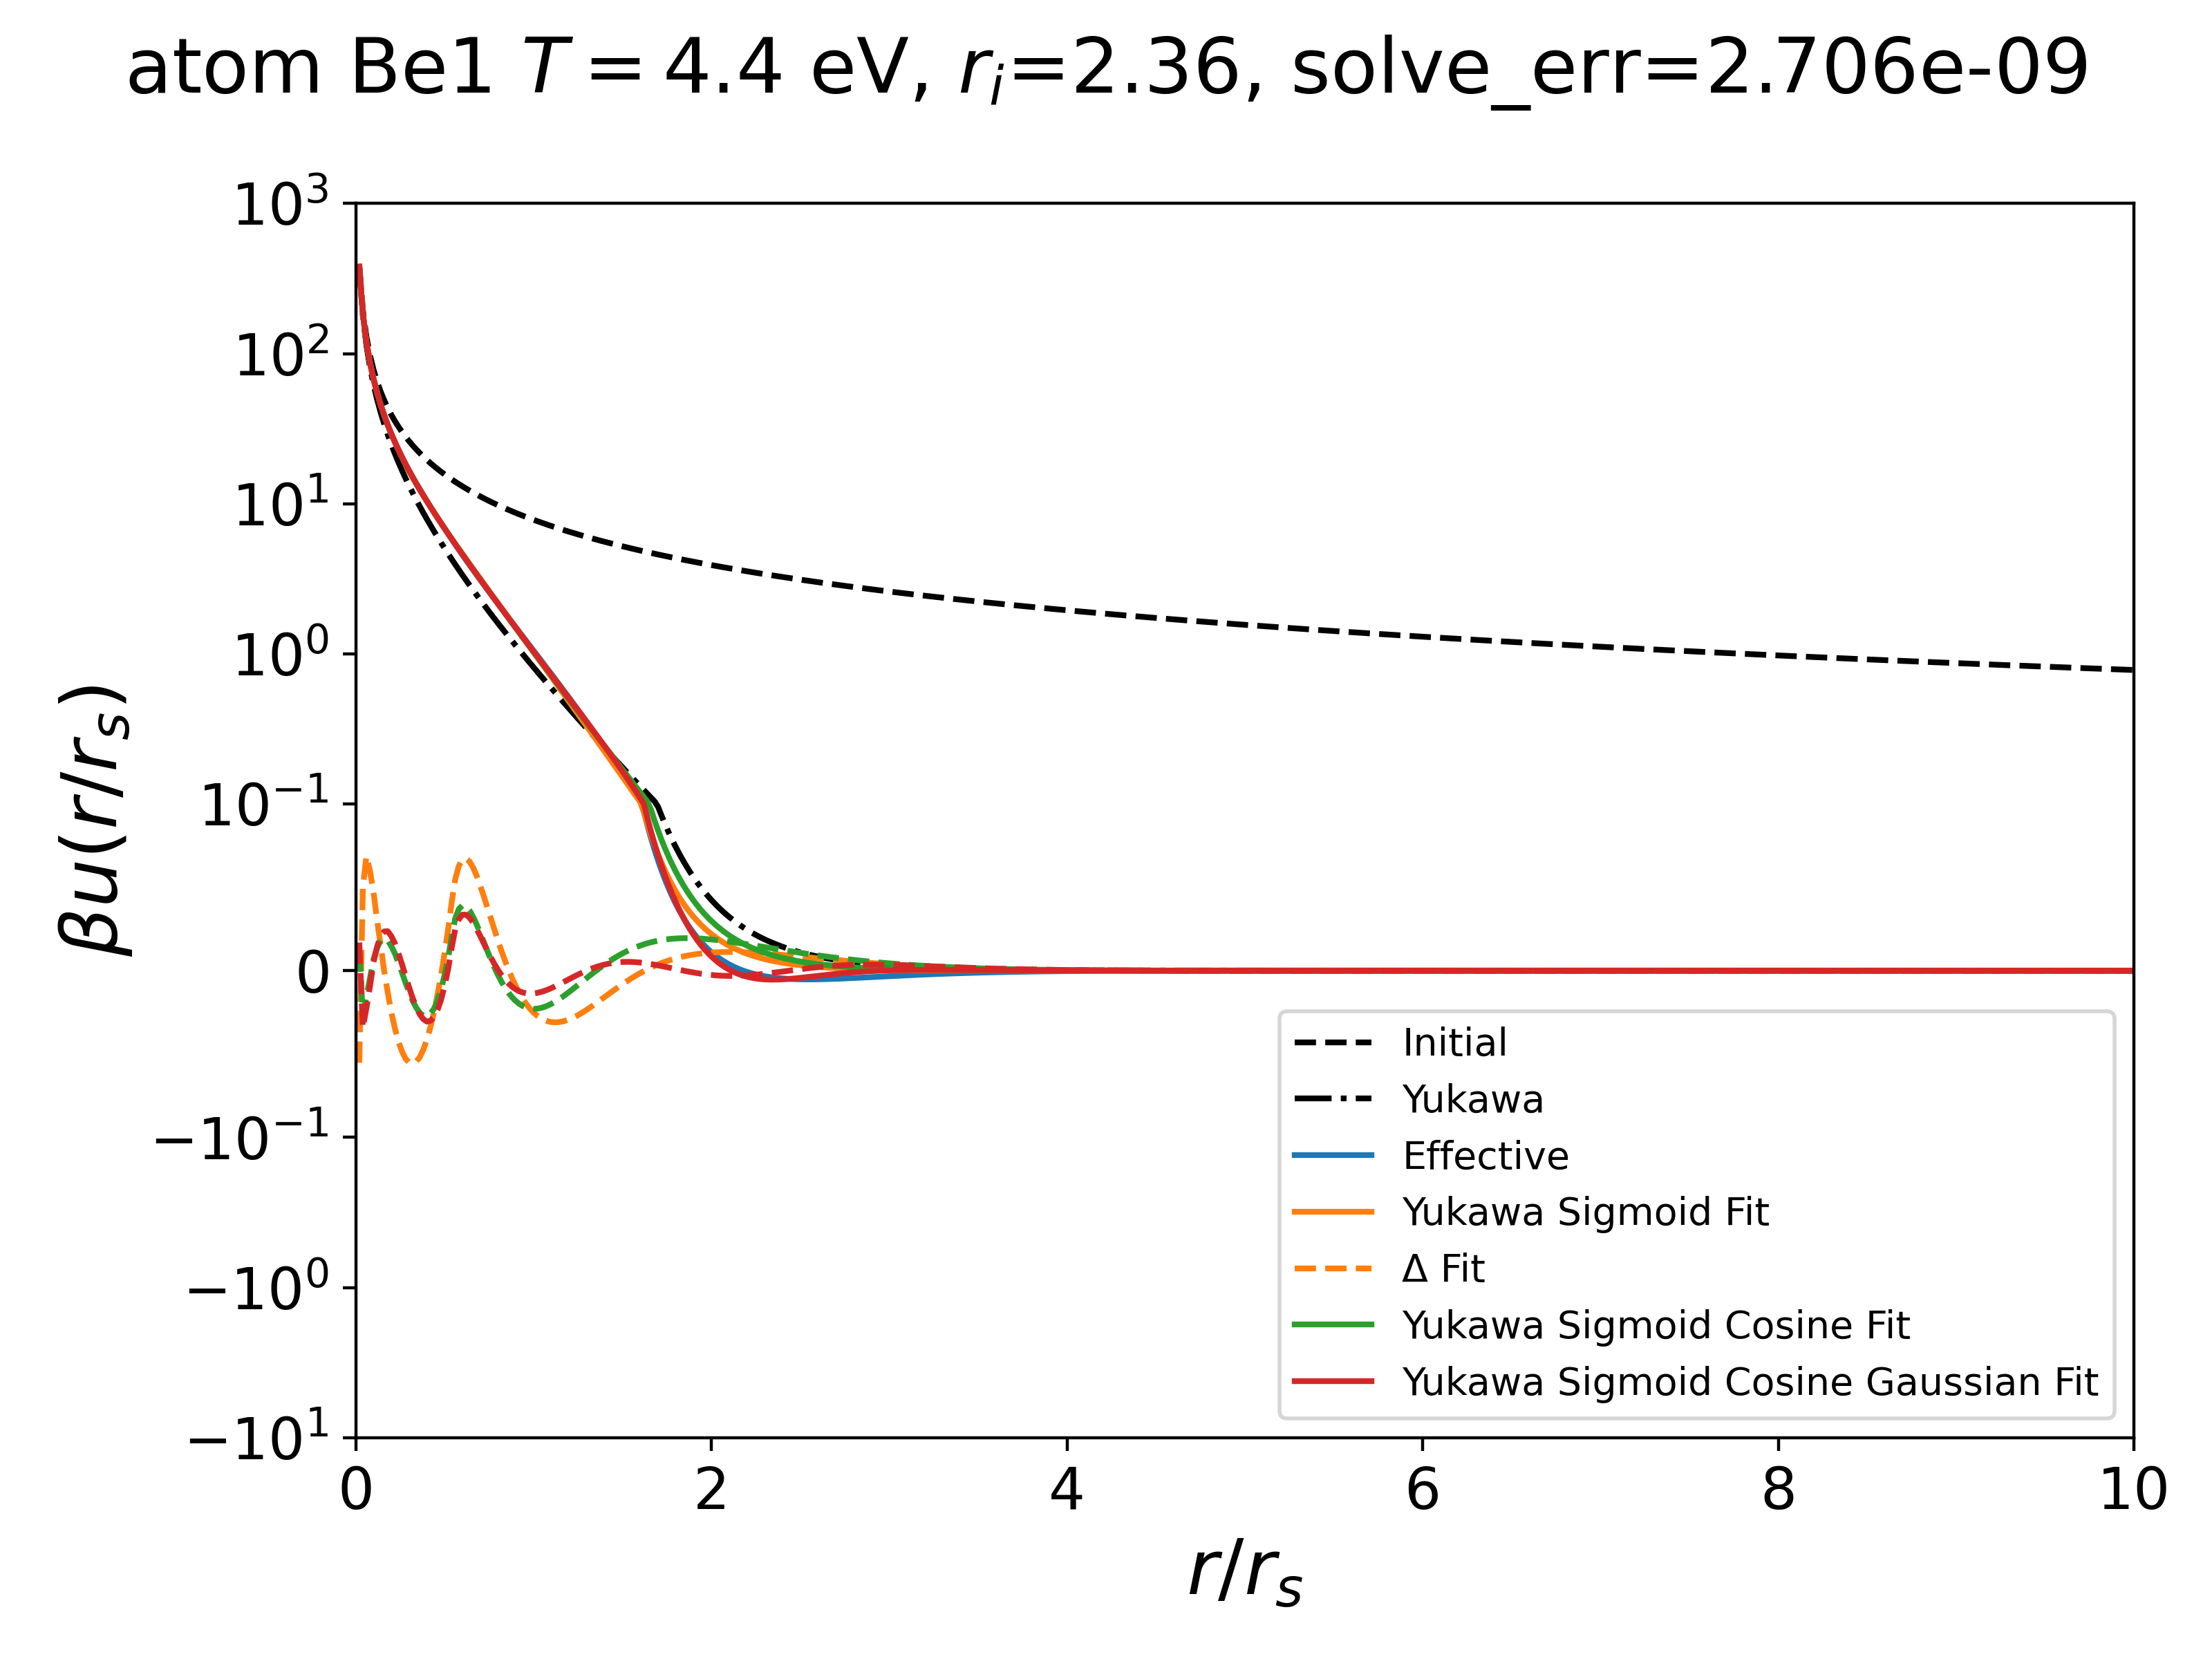 atom Be1 $T = 4.4$ eV, $r_i$=2.36, solve_err=2.706e-09
$10^3$
$10^2$
$10^1$
$10^0$
$10^{-1}$
0
$-10^{-1}$
$-10^0$
$-10^1$
$\beta u(r/r_s)$
Initial
Yukawa
Effective
Yukawa Sigmoid Fit
Δ Fit
Yukawa Sigmoid Cosine Fit
Yukawa Sigmoid Cosine Gaussian Fit
0 2 4 6 8 10
$r/r_s$